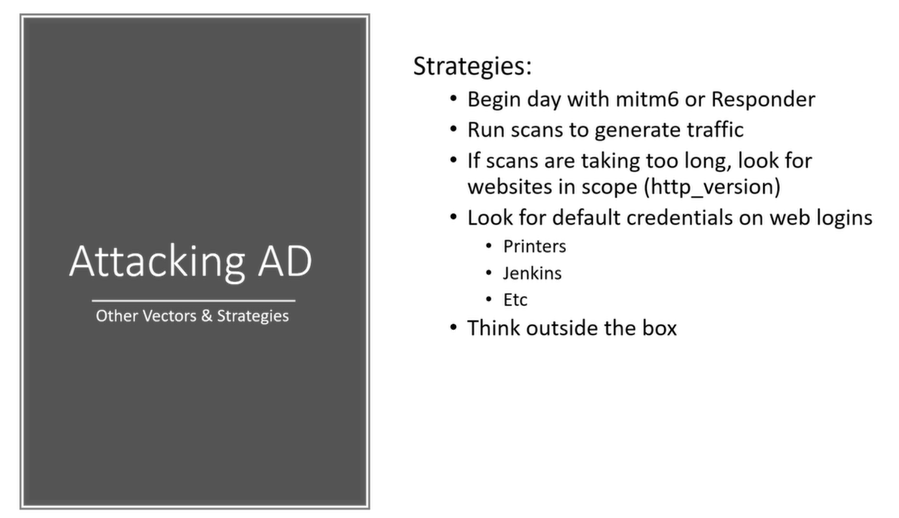 Attacking AD
Other Vectors & Strategies
Strategies:
• Begin day with mitm6 or Responder
• Run scans to generate traffic
• If scans are taking too long, look for
websites in scope (http_version)
• Look for default credentials on web logins
• Printers
• Jenkins
• Etc
• Think outside the box